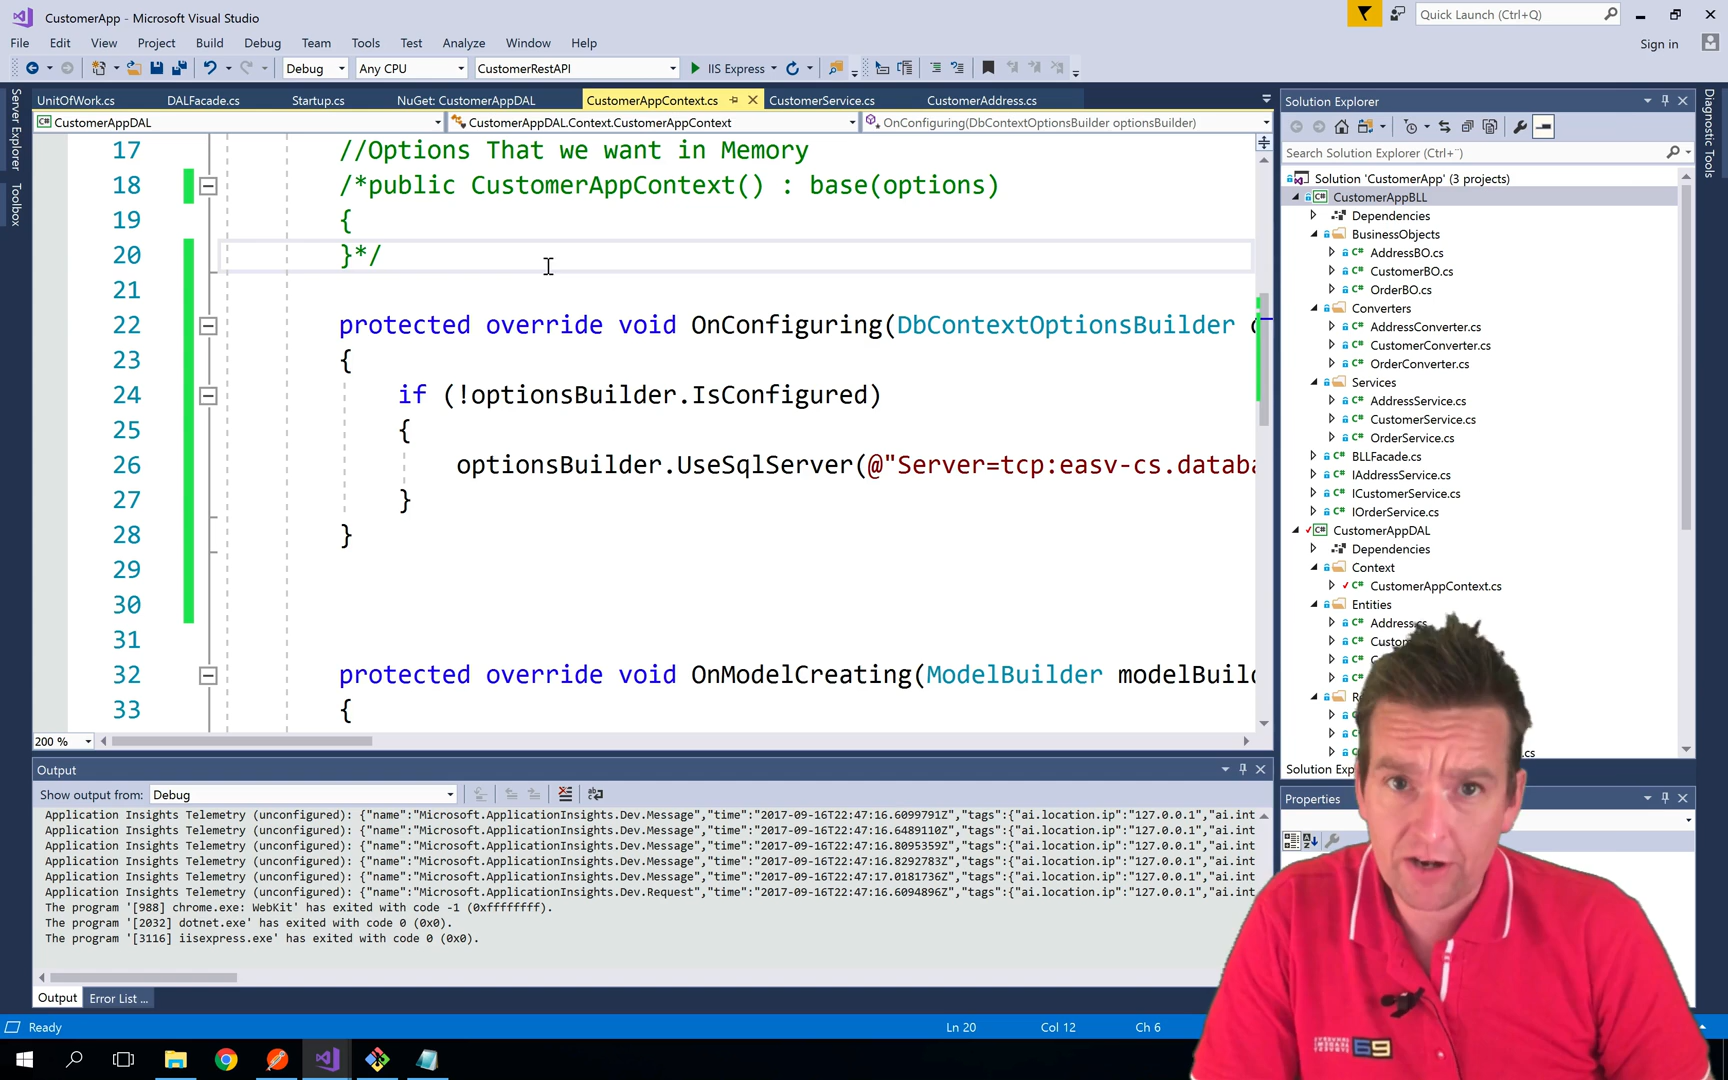 CustomerApp - Microsoft Visual Studio
Quick Launch (Ctrl+Q)
File Edit View Project Build Debug Team Tools Test Analyze Window Help
Sign in
Debug Any CPU CustomerRestAPI IIS Express
UnitOfWork.cs DALFacade.cs Startup.cs NuGet: CustomerAppDAL CustomerAppContext.cs CustomerService.cs CustomerAddress.cs
CustomerAppDAL CustomerAppDAL.Context.CustomerAppContext OnConfiguring(DbContextOptionsBuilder optionsBuilder)
Server Explorer
Toolbox
17 //Options That we want in Memory
18 /*public CustomerAppContext() : base(options)
19 {
20 }*/
21
22 protected override void OnConfiguring(DbContextOptionsBuilder o
23 {
24 if (!optionsBuilder.IsConfigured)
25 {
26 optionsBuilder.UseSqlServer(@"Server=tcp:easv-cs.databa
27 }
28 }
29
30
31
32 protected override void OnModelCreating(ModelBuilder modelBuild
33 {
200 %
Output
Show output from: Debug
Application Insights Telemetry (unconfigured): {"name":"Microsoft.ApplicationInsights.Dev.Message","time":"2017-09-16T22:47:16.6099791Z","tags":{"ai.location.ip":"127.0.0.1","ai.int
Application Insights Telemetry (unconfigured): {"name":"Microsoft.ApplicationInsights.Dev.Message","time":"2017-09-16T22:47:16.6489110Z","tags":{"ai.location.ip":"127.0.0.1","ai.int
Application Insights Telemetry (unconfigured): {"name":"Microsoft.ApplicationInsights.Dev.Message","time":"2017-09-16T22:47:16.8095359Z","tags":{"ai.location.ip":"127.0.0.1","ai.int
Application Insights Telemetry (unconfigured): {"name":"Microsoft.ApplicationInsights.Dev.Message","time":"2017-09-16T22:47:16.8292783Z","tags":{"ai.location.ip":"127.0.0.1","ai.int
Application Insights Telemetry (unconfigured): {"name":"Microsoft.ApplicationInsights.Dev.Message","time":"2017-09-16T22:47:17.0181736Z","tags":{"ai.location.ip":"127.0.0.1","ai.int
Application Insights Telemetry (unconfigured): {"name":"Microsoft.ApplicationInsights.Dev.Request","time":"2017-09-16T22:47:16.6094896Z","tags":{"ai.location.ip":"127.0.0.1","ai.int
The program '[988] chrome.exe: WebKit' has exited with code -1 (0xffffffff).
The program '[2032] dotnet.exe' has exited with code 0 (0x0).
The program '[3116] iisexpress.exe' has exited with code 0 (0x0).
Output Error List ...
Ready Ln 20 Col 12 Ch 6
Solution Explorer
Search Solution Explorer (Ctrl+¨)
Solution 'CustomerApp' (3 projects)
CustomerAppBLL
Dependencies
BusinessObjects
AddressBO.cs
CustomerBO.cs
OrderBO.cs
Converters
AddressConverter.cs
CustomerConverter.cs
OrderConverter.cs
Services
AddressService.cs
CustomerService.cs
OrderService.cs
BLLFacade.cs
IAddressService.cs
ICustomerService.cs
IOrderService.cs
CustomerAppDAL
Dependencies
Context
CustomerAppContext.cs
Entities
Address.cs
Custo
C
R
.cs
Solution Exp
Properties
Diagnostic Tools
69